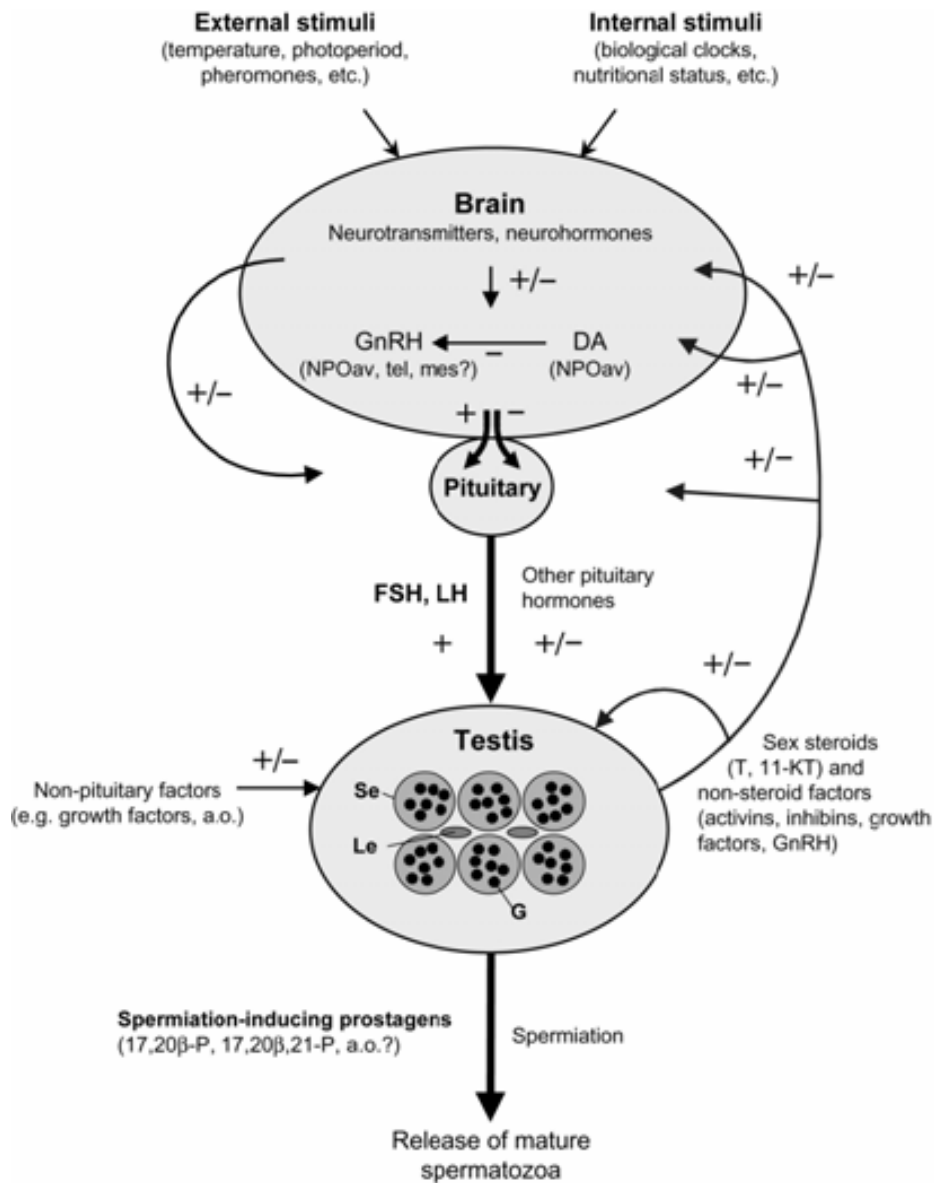 External stimuli
(temperature, photoperiod,
pheromones, etc.)
Internal stimuli
(biological clocks,
nutritional status, etc.)
Brain
Neurotransmitters, neurohormones
+/−
+/−
GnRH
(NPOav, tel, mes?)
−
DA
(NPOav)
+/−
+/−
+ −
+/−
Pituitary
FSH, LH
+
Other pituitary
hormones
+/−
+/−
Testis
Non-pituitary factors
(e.g. growth factors, a.o.)
+/−
Se
Le
G
Sex steroids
(T, 11-KT) and
non-steroid factors
(activins, inhibins, growth
factors, GnRH)
Spermiation-inducing prostagens
(17,20β-P, 17,20β,21-P, a.o.?)
Spermiation
Release of mature
spermatozoa